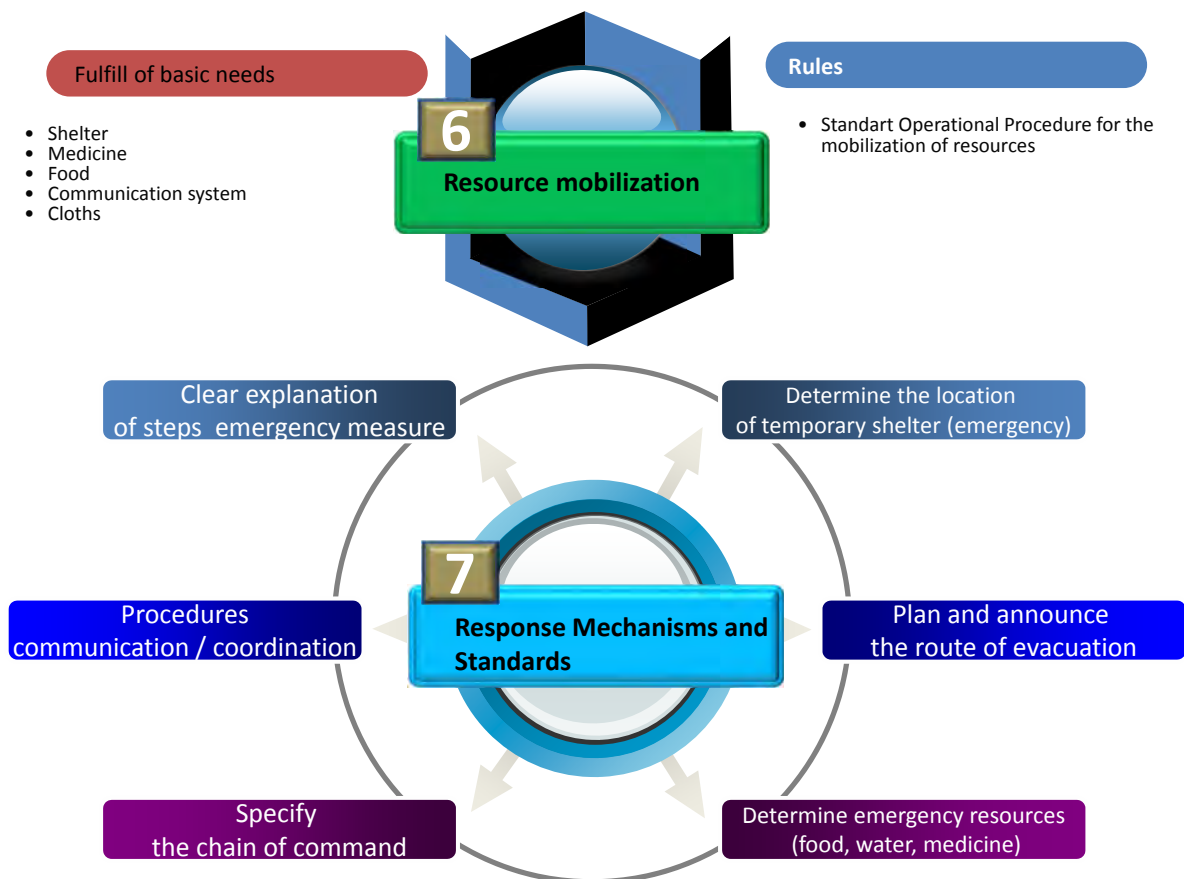 Fulfill of basic needs
• Shelter
• Medicine
• Food
• Communication system
• Cloths
6
Resource mobilization
Rules
• Standart Operational Procedure for the
mobilization of resources
Clear explanation
of steps emergency measure
Determine the location
of temporary shelter (emergency)
7
Response Mechanisms and
Standards
Procedures
communication / coordination
Plan and announce
the route of evacuation
Specify
the chain of command
Determine emergency resources
(food, water, medicine)